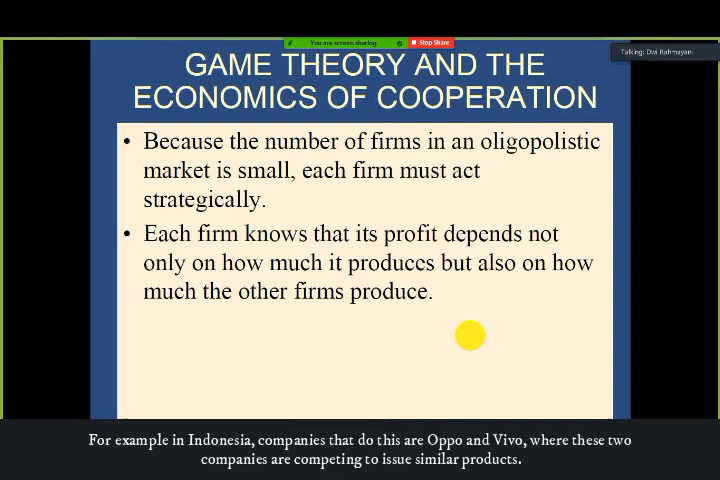 You are screen sharing
Stop Share
Talking: Dwi Rahmayani
GAME THEORY AND THE
ECONOMICS OF COOPERATION
• Because the number of firms in an oligopolistic
market is small, each firm must act
strategically.
• Each firm knows that its profit depends not
only on how much it produces but also on how
much the other firms produce.
For example in Indonesia, companies that do this are Oppo and Vivo, where these two
companies are competing to issue similar products.